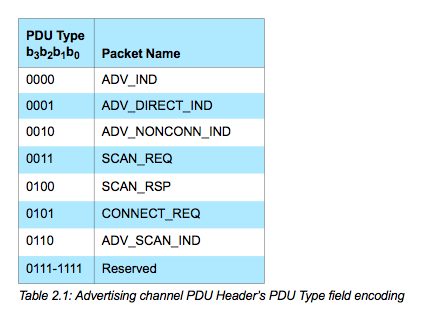 PDU Type
b3b2b1b0 Packet Name
0000 ADV_IND
0001 ADV_DIRECT_IND
0010 ADV_NONCONN_IND
0011 SCAN_REQ
0100 SCAN_RSP
0101 CONNECT_REQ
0110 ADV_SCAN_IND
0111-1111 Reserved
Table 2.1: Advertising channel PDU Header's PDU Type field encoding